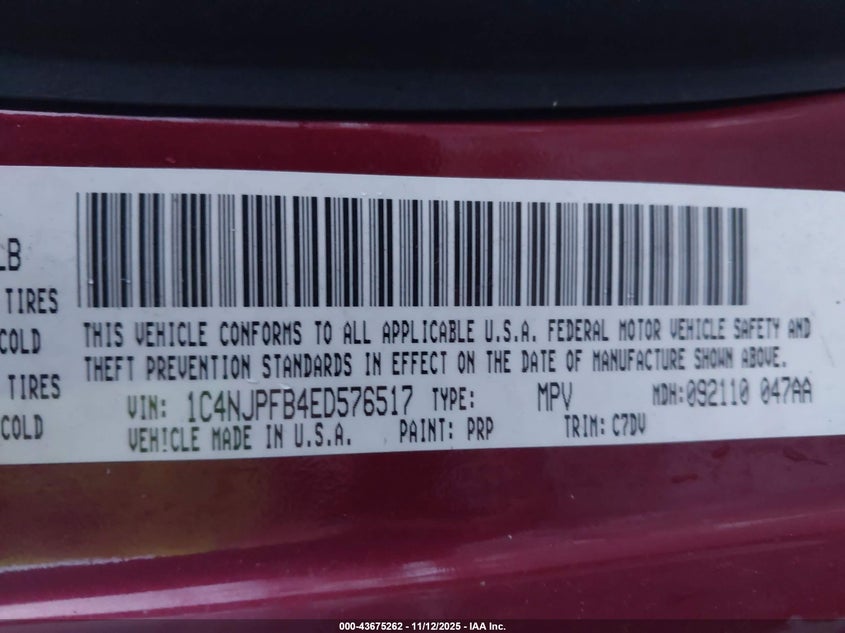 LB
TIRES
COLD
TIRES
COLD
THIS VEHICLE CONFORMS TO ALL APPLICABLE U.S.A. FEDERAL MOTOR VEHICLE SAFETY AND
THEFT PREVENTION STANDARDS IN EFFECT ON THE DATE OF MANUFACTURE SHOWN ABOVE.
VIN: 1C4NJPFB4ED576517 TYPE: MPV MDH:092110 047AA
VEH!CLE MADE IN U.S.A. PAINT: PRP TRIM: C7DV
000-43675262 - 11/12/2025 - IAA Inc.